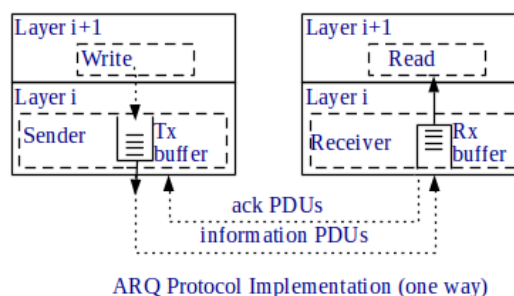 Layer i+1
Write
Layer i
Sender
Tx
buffer
Layer i+1
Read
Layer i
Receiver
Rx
buffer
ack PDUs
information PDUs
ARQ Protocol Implementation (one way)